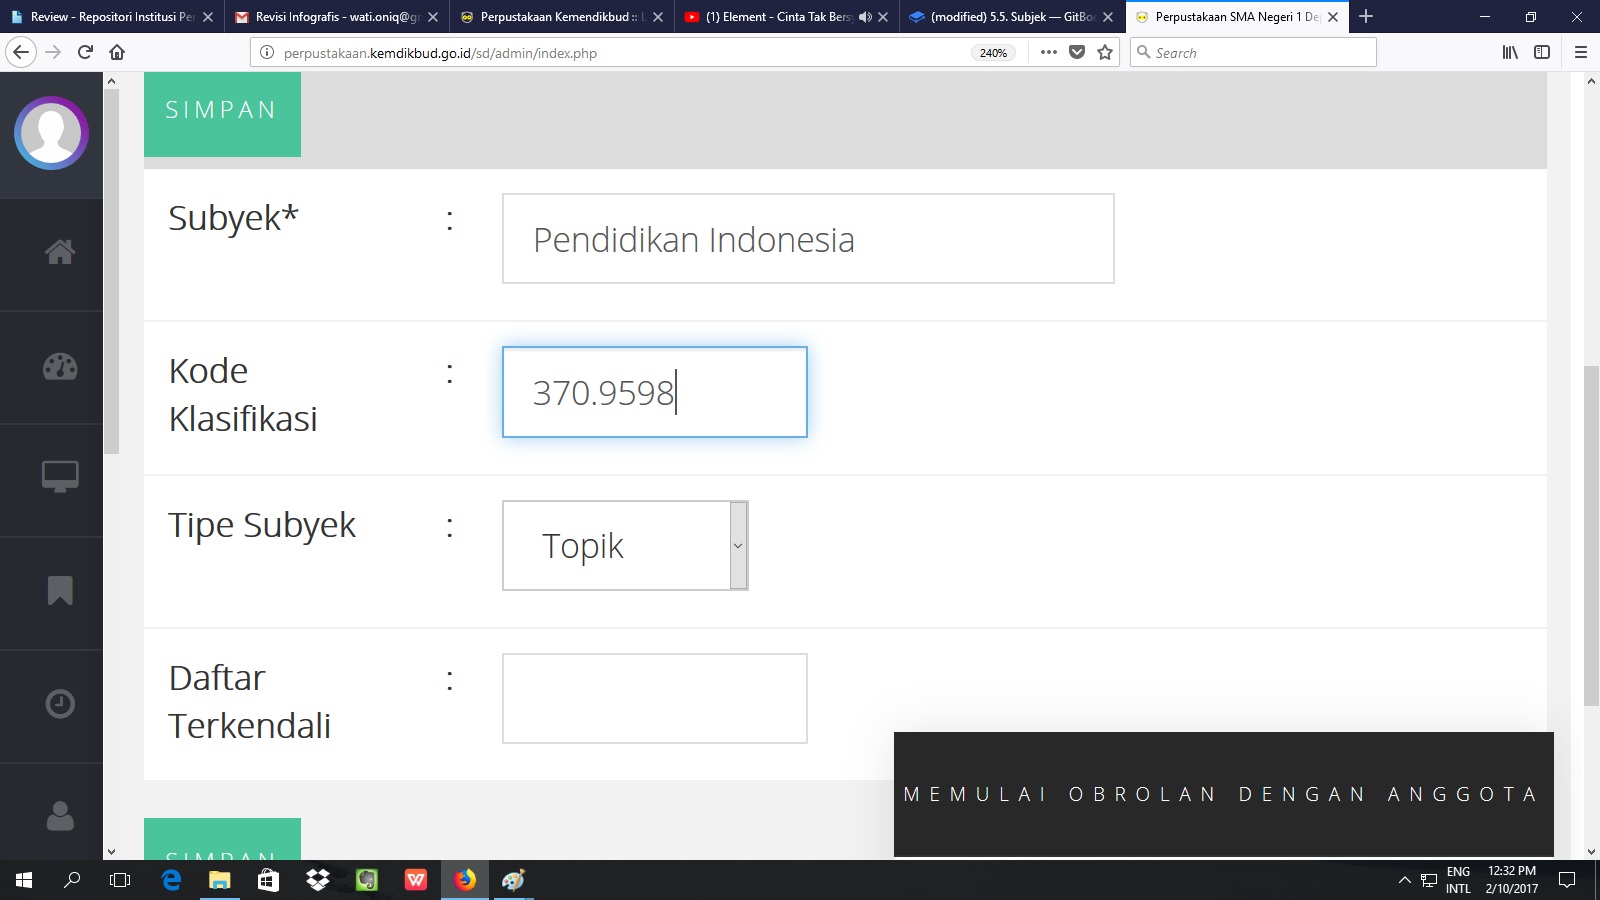 Review - Repositori Institusi Per
Revisi Infografis - wati.oniq@gm
Perpustakaan Kemendikbud :: L
(1) Element - Cinta Tak Bers
(modified) 5.5. Subjek — GitBoo
Perpustakaan SMA Negeri 1 De
perpustakaan.kemdikbud.go.id/sd/admin/index.php
240%
Search
SIMPAN
Subyek* : Pendidikan Indonesia
Kode Klasifikasi : 370.9598
Tipe Subyek : Topik
Daftar Terkendali :
MEMULAI OBROLAN DENGAN ANGGOTA
SIMPAN
ENG
INTL
12:32 PM
2/10/2017